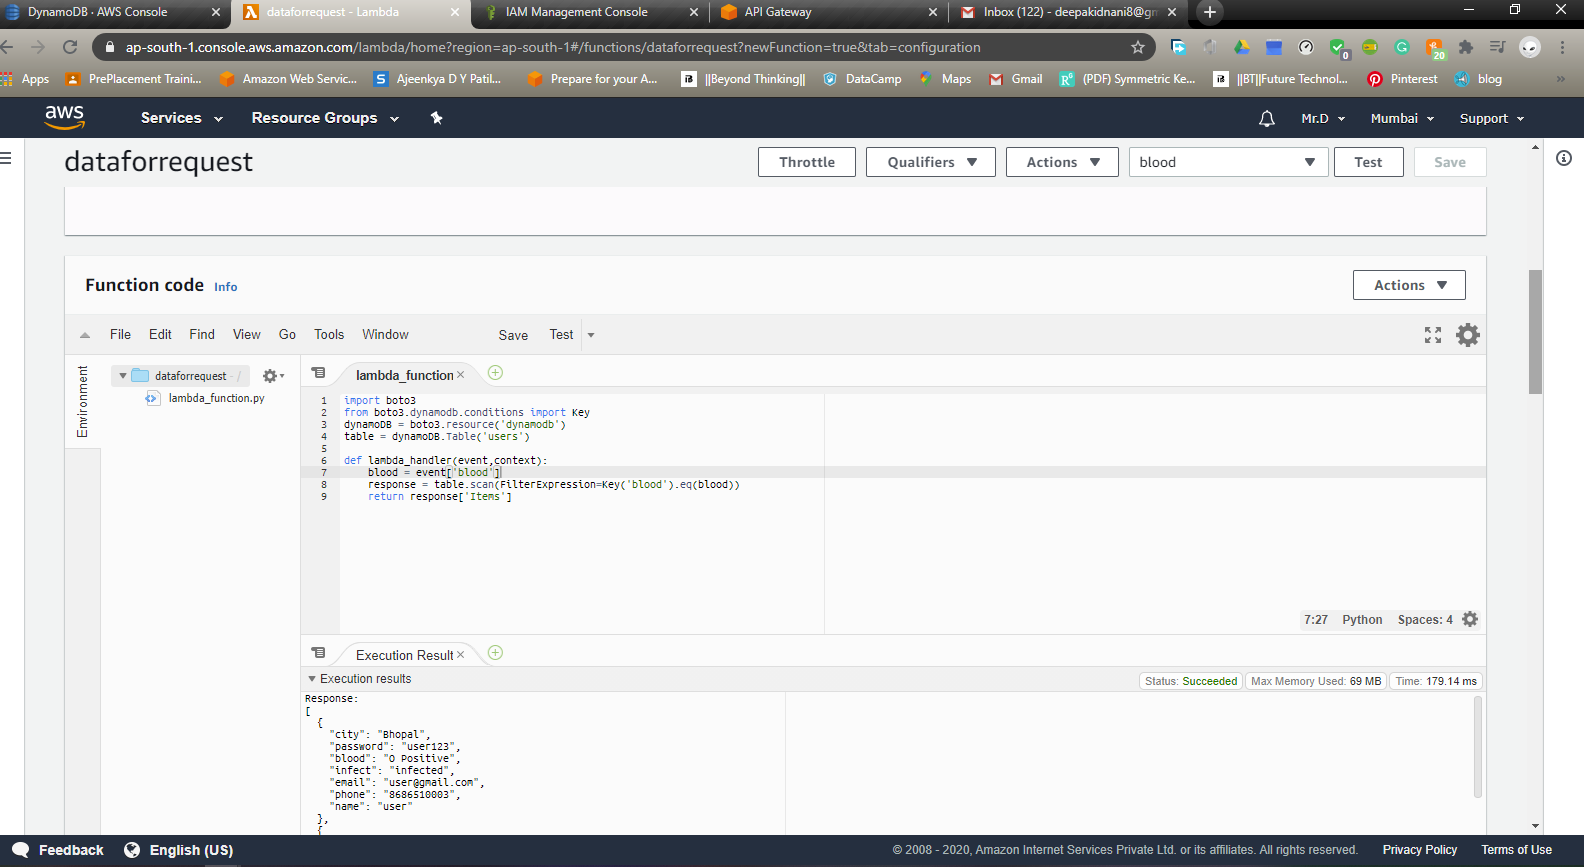 DynamoDB · AWS Console
dataforrequest - Lambda
IAM Management Console
API Gateway
Inbox (122) - deepakidnani8@gm
ap-south-1.console.aws.amazon.com/lambda/home?region=ap-south-1#/functions/dataforrequest?newFunction=true&tab=configuration
0
20
Apps
PrePlacement Traini...
Amazon Web Servic...
Ajeenkya D Y Patil...
Prepare for your A...
||Beyond Thinking||
DataCamp
Maps
Gmail
(PDF) Symmetric Ke...
||BT||Future Technol...
Pinterest
blog
»
aws
Services
Resource Groups
Mr.D
Mumbai
Support
dataforrequest
Throttle
Qualifiers
Actions
blood
Test
Save
Function code Info
Actions
File Edit Find View Go Tools Window Save Test
Environment
dataforrequest - /
lambda_function.py
lambda_function
1 import boto3
2 from boto3.dynamodb.conditions import Key
3 dynamoDB = boto3.resource('dynamodb')
4 table = dynamoDB.Table('users')
5
6 def lambda_handler(event,context):
7 blood = event['blood']
8 response = table.scan(FilterExpression=Key('blood').eq(blood))
9 return response['Items']
7:27 Python Spaces: 4
Execution Result
Execution results
Status: Succeeded
Max Memory Used: 69 MB
Time: 179.14 ms
Response:
[
{
"city": "Bhopal",
"password": "user123",
"blood": "O Positive",
"infect": "infected",
"email": "user@gmail.com",
"phone": "8686510003",
"name": "user"
},
{
Feedback
English (US)
© 2008 - 2020, Amazon Internet Services Private Ltd. or its affiliates. All rights reserved.
Privacy Policy
Terms of Use